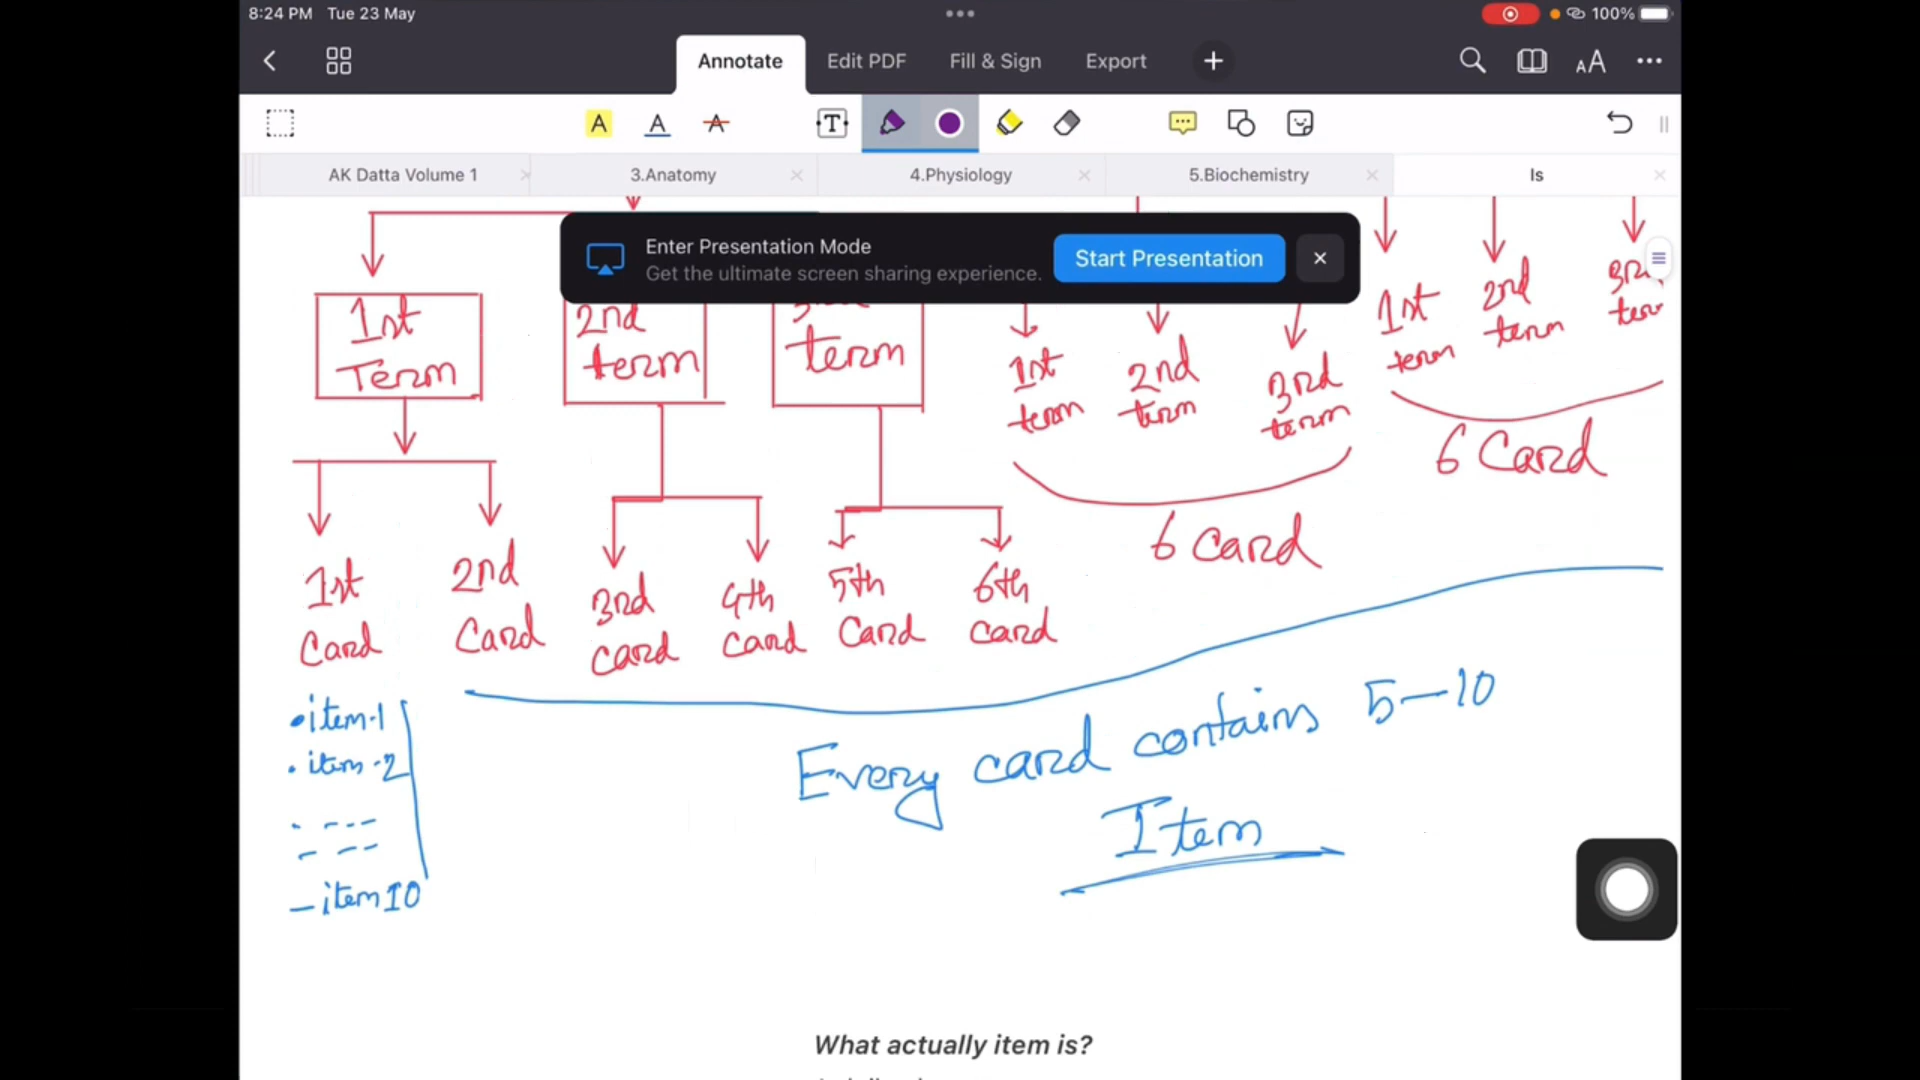 8:24 PM Tue 23 May
100%
Annotate
Edit PDF
Fill & Sign
Export
AK Datta Volume 1
3.Anatomy
4.Physiology
5.Biochemistry
Is
Enter Presentation Mode
Get the ultimate screen sharing experience.
Start Presentation
1st
Term
2nd
term
term
1st
term
2nd
term
3rd
term
1st
term
2nd
term
3rd
term
6 Card
6 Card
1st
Card
2nd
Card
3rd
card
4th
card
5th
Card
6th
card
•item-1
• item-2
– item 10
Every card contains 5–10
Item
What actually item is?